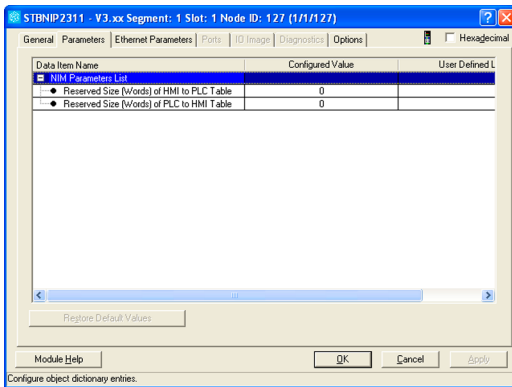 STBNIP2311 - V3.xx Segment: 1 Slot: 1 Node ID: 127 (1/1/127)
General Parameters Ethernet Parameters Ports IO Image Diagnostics Options Hexadecimal
Data Item Name Configured Value User Defined L
NIM Parameters List
Reserved Size (Words) of HMI to PLC Table 0
Reserved Size (Words) of PLC to HMI Table 0
Restore Default Values
Module Help OK Cancel Apply
Configure object dictionary entries.